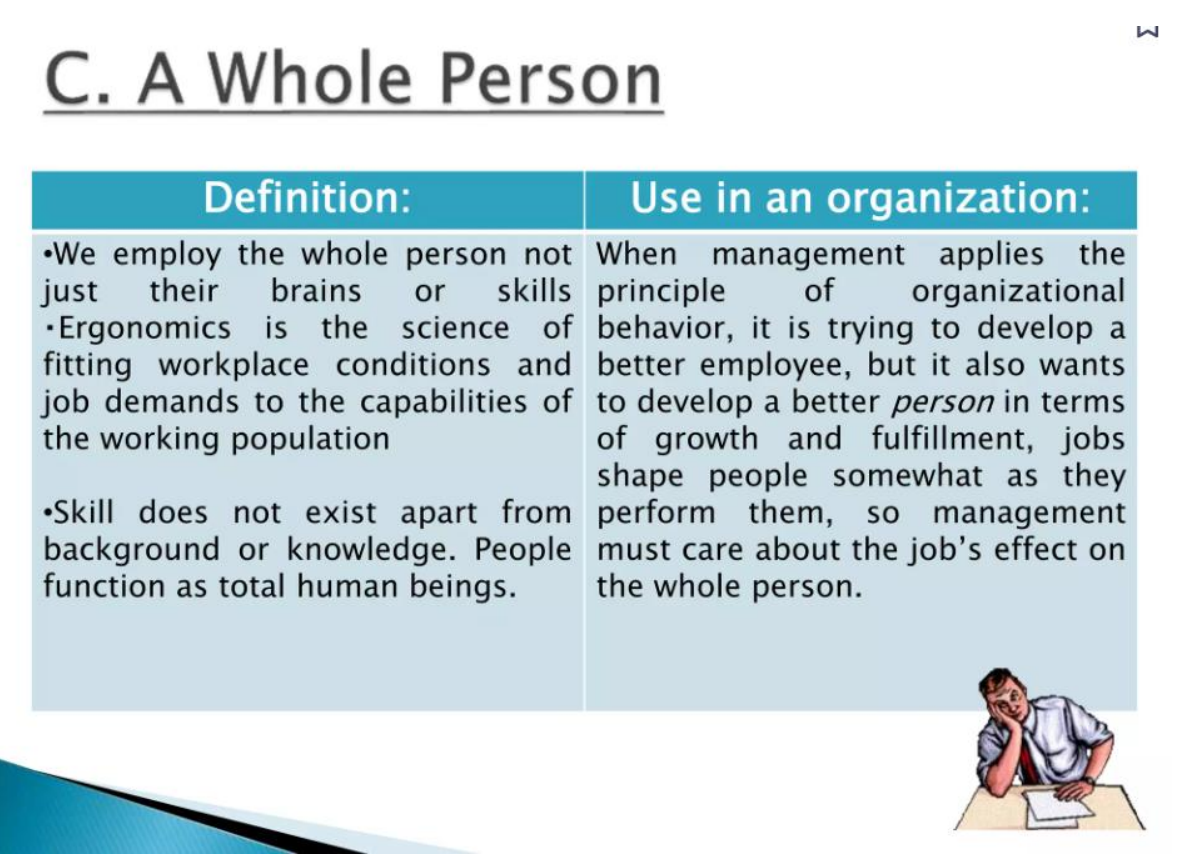 C. A Whole Person
Definition:
•We employ the whole person not
just their brains or skills
·Ergonomics is the science of
fitting workplace conditions and
job demands to the capabilities of
the working population
•Skill does not exist apart from
background or knowledge. People
function as total human beings.
Use in an organization:
When management applies the
principle of organizational
behavior, it is trying to develop a
better employee, but it also wants
to develop a better person in terms
of growth and fulfillment, jobs
shape people somewhat as they
perform them, so management
must care about the job’s effect on
the whole person.